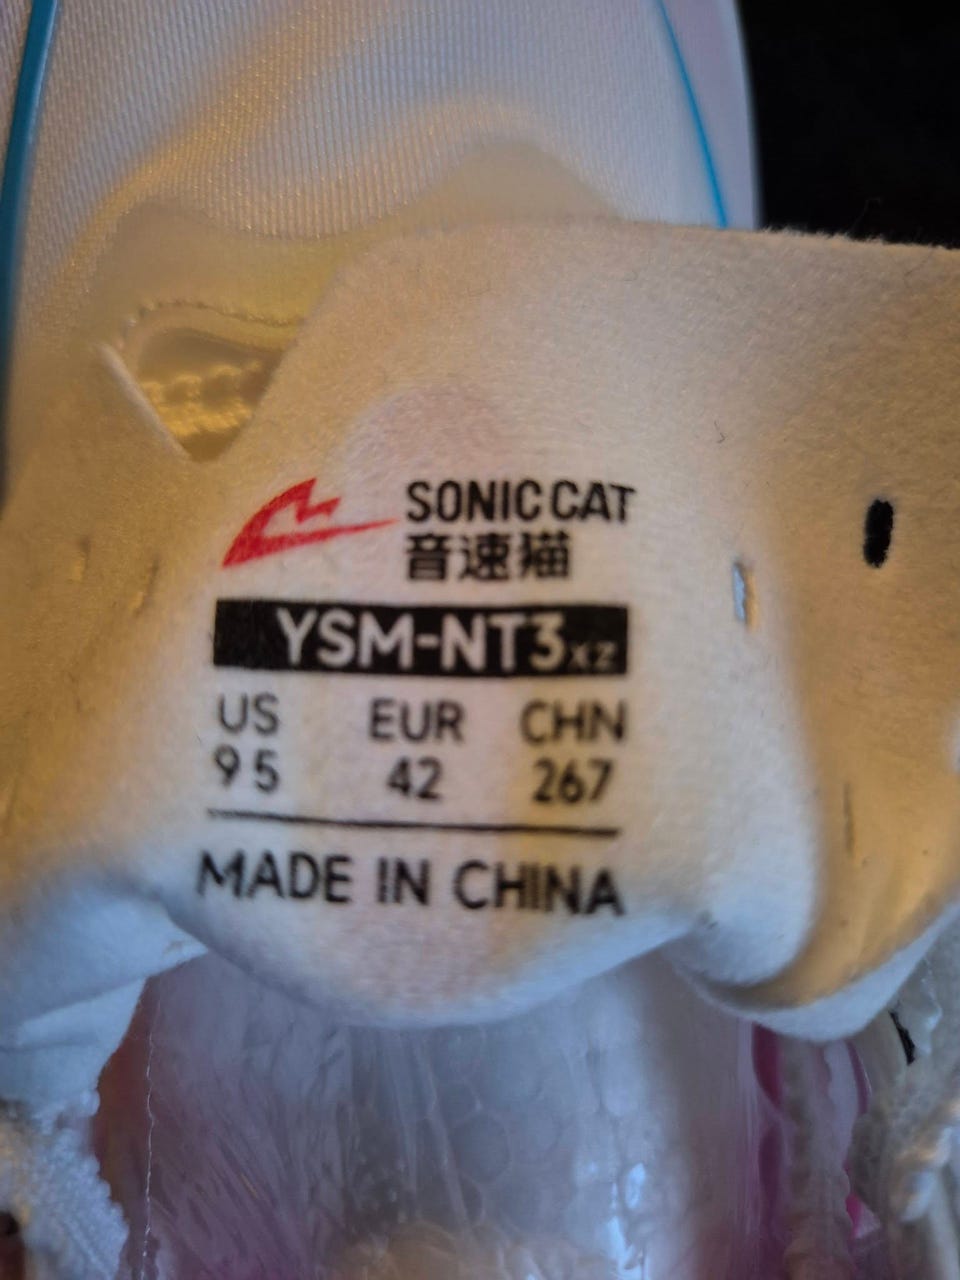 SONIC CAT
音速猫
YSM-NT3xz
US EUR CHN
9 5 42 267
MADE IN CHINA